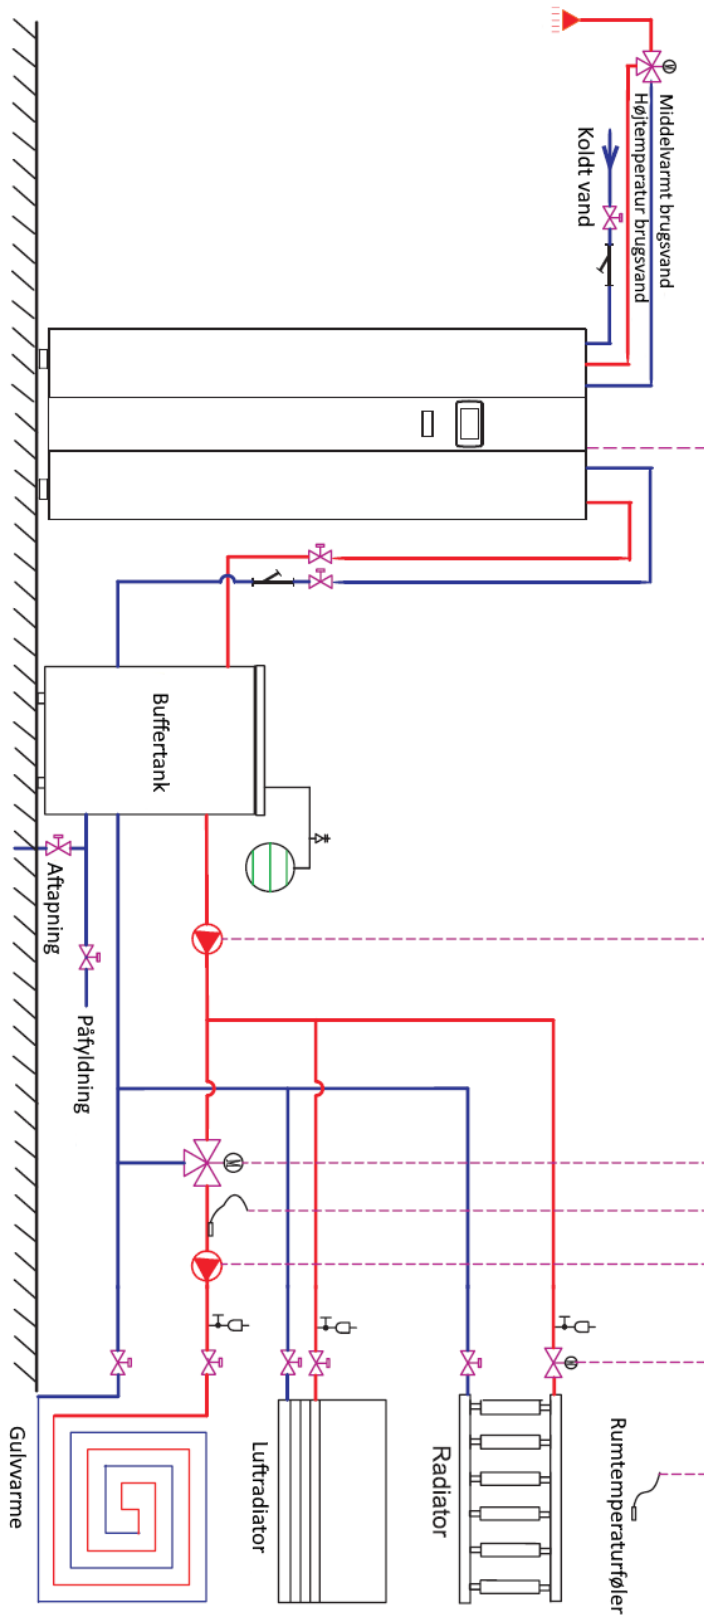 Middelvarmt brugsvand
Højtemperatur brugsvand
Koldt vand
Buffertank
Aftapning
Påfyldning
Rumtemperaturføler
Radiator
Luftradiator
Gulvvarme